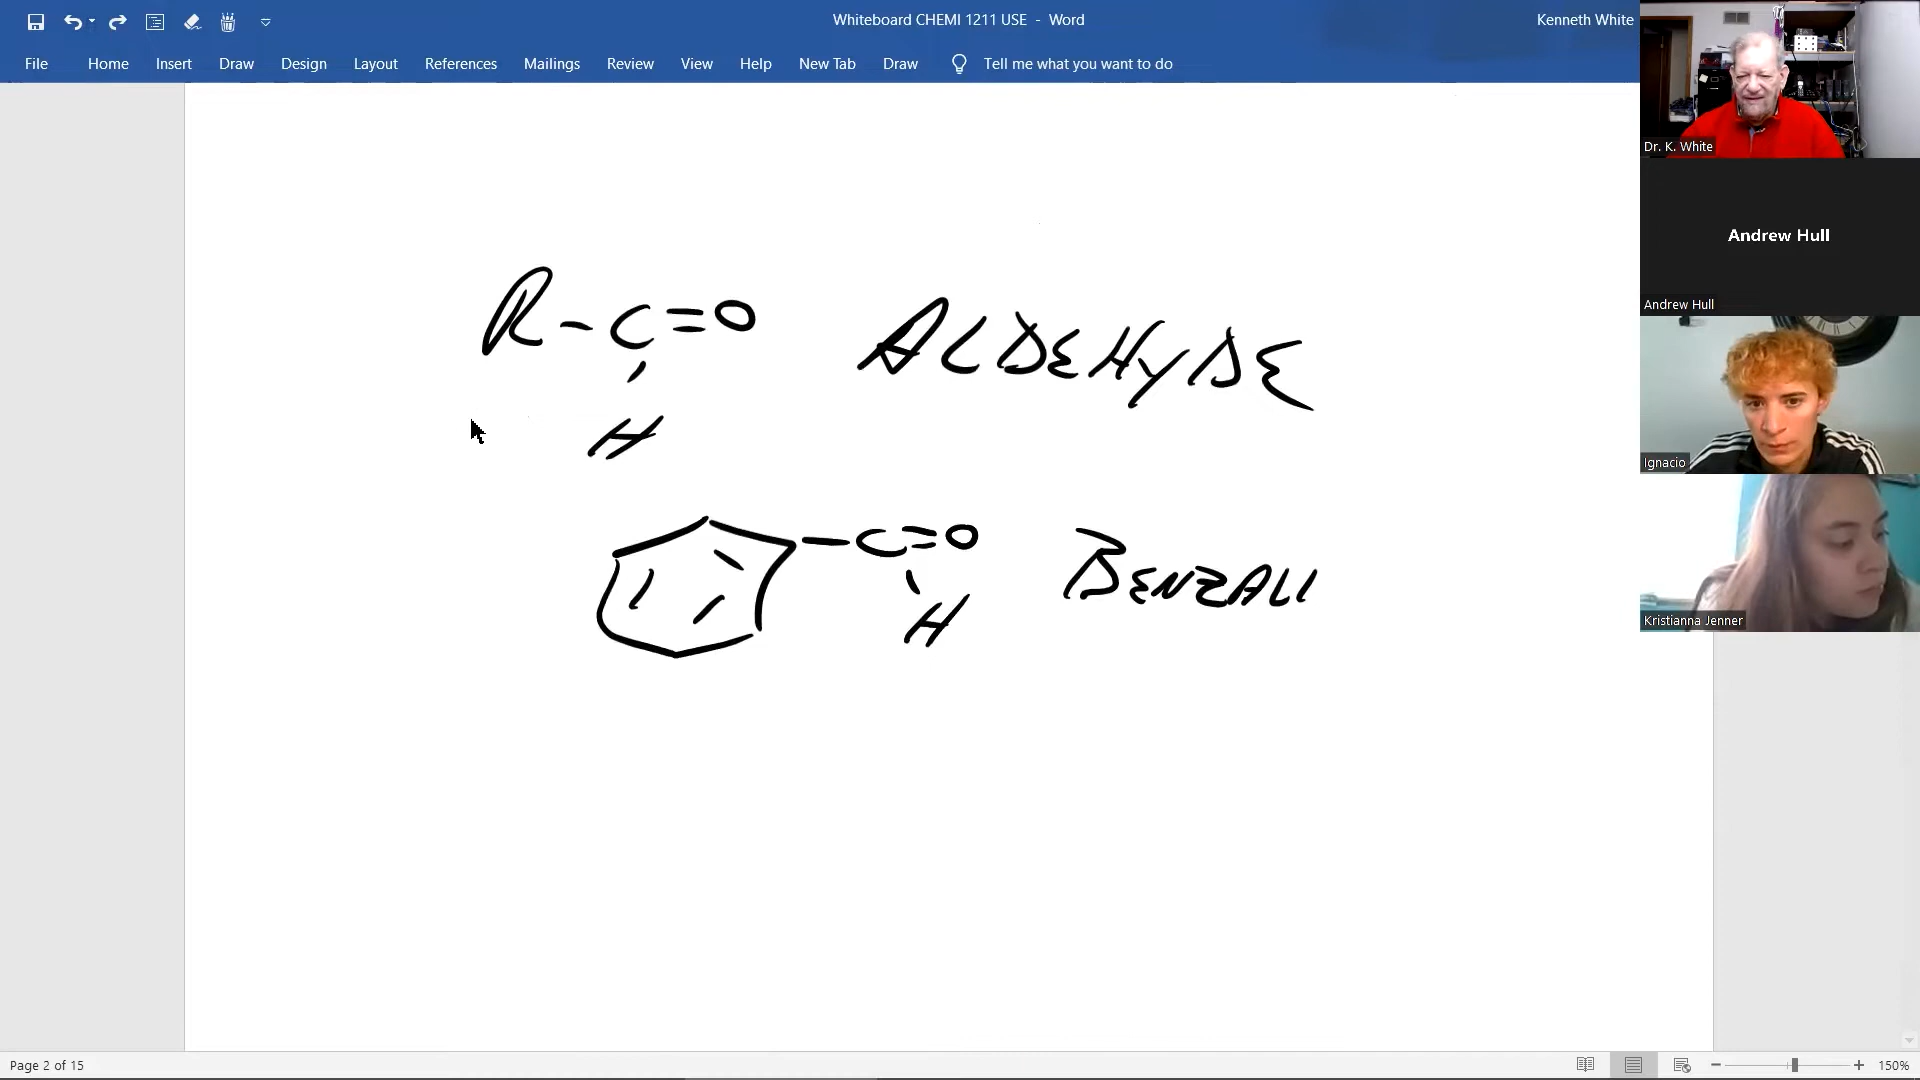 Whiteboard CHEMI 1211 USE - Word
Kenneth White
File Home Insert Draw Design Layout References Mailings Review View Help New Tab Draw Tell me what you want to do
Dr. K. White
Andrew Hull
Andrew Hull
Ignacio
Kristianna Jenner
R-C=O ALDEHYDE
H
-C=O BENZAL
H
Page 2 of 15
150%